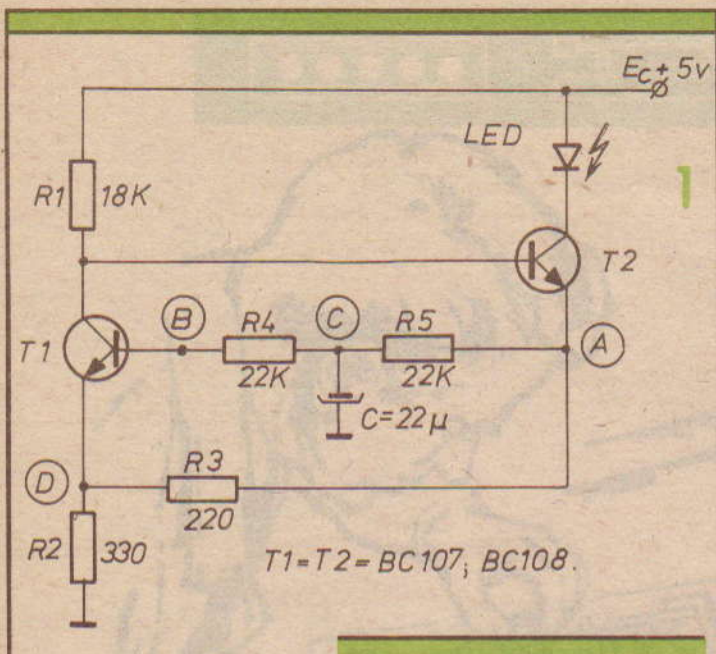 Ec + 5v
LED
1
R1 18K
T2
B R4 C R5 A
T1
22K 22K
C=22µ
R3
D
220
R2 330
T1=T2= BC107; BC108.